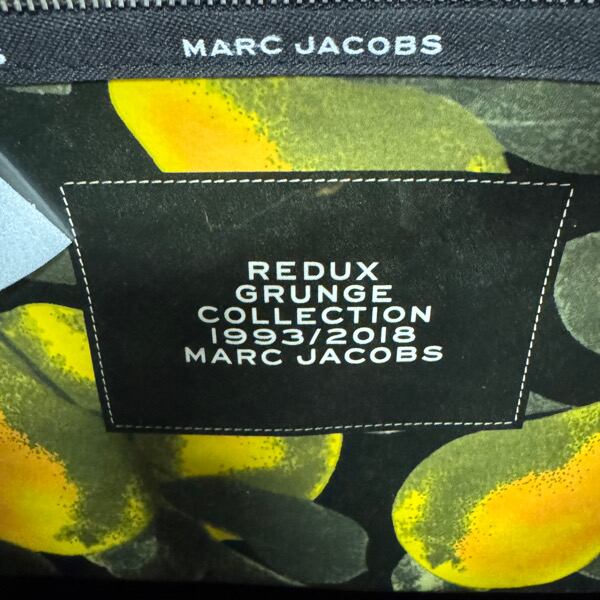 MARC JACOBS
REDUX
GRUNGE
COLLECTION
1993/2018
MARC JACOBS